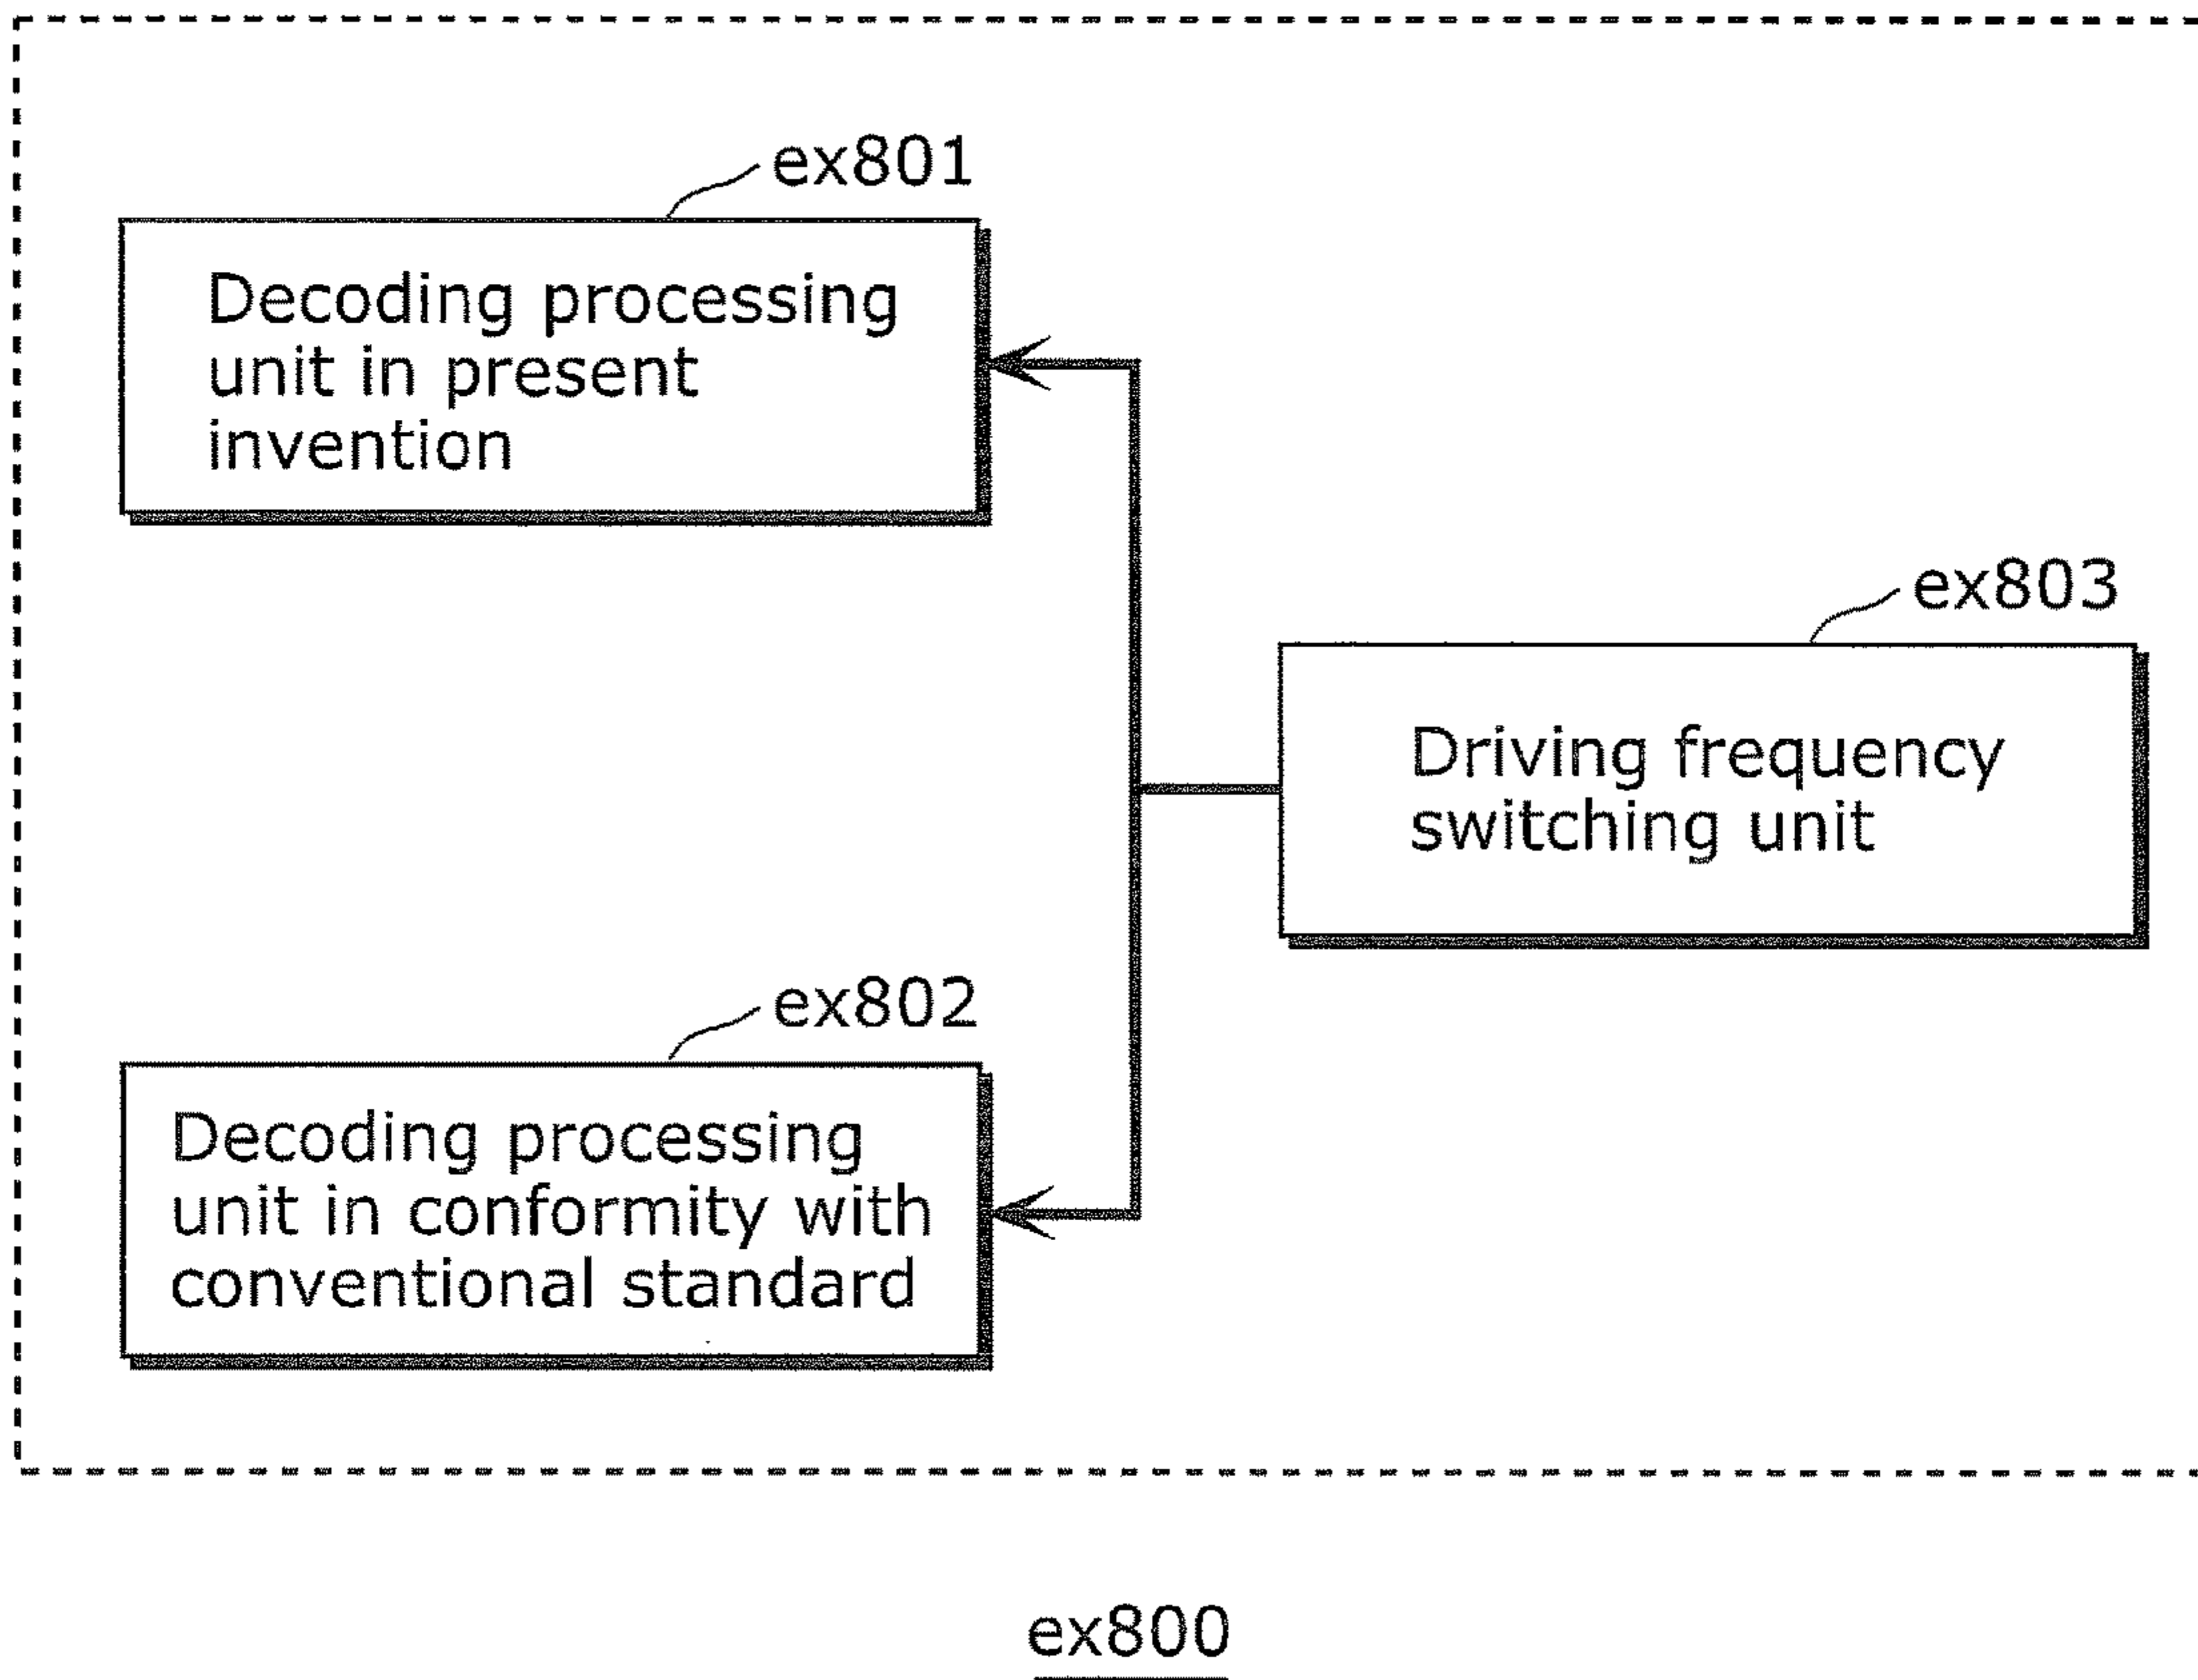 ex801
Decoding processing
unit in present
invention
ex803
Driving frequency
switching unit
ex802
Decoding processing
unit in conformity with
conventional standard
ex800